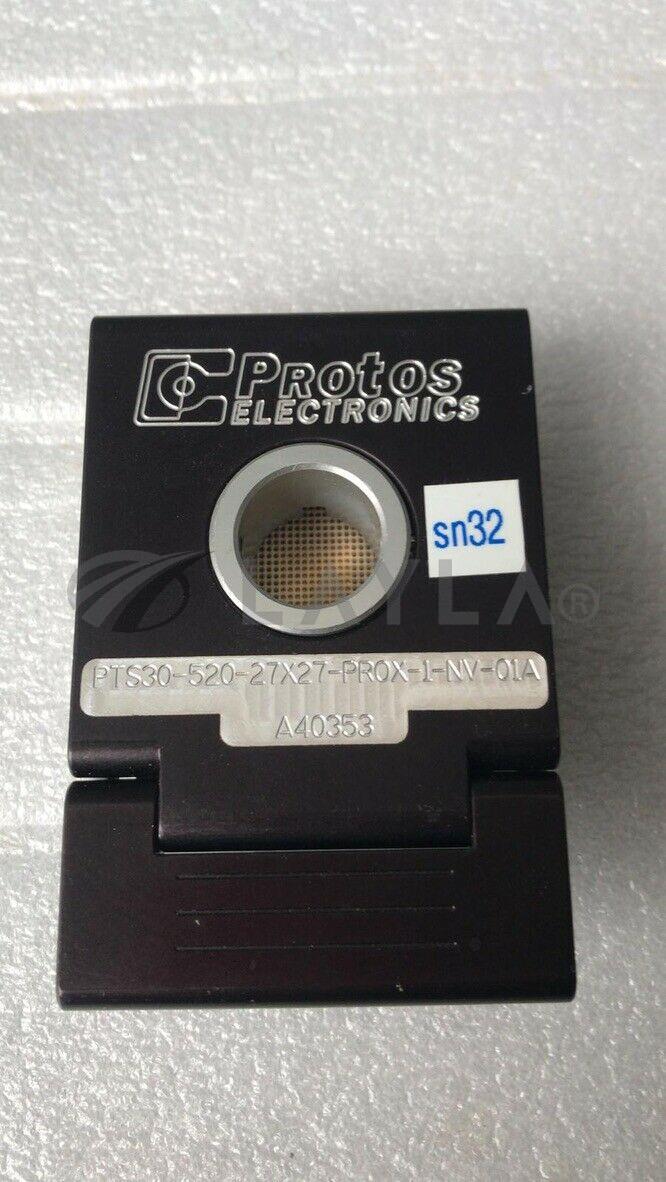 Protos
ELECTRONICS
sn32
LAYLA®
PTS30-520-27X27-PROX-1-NV-01A
A40353